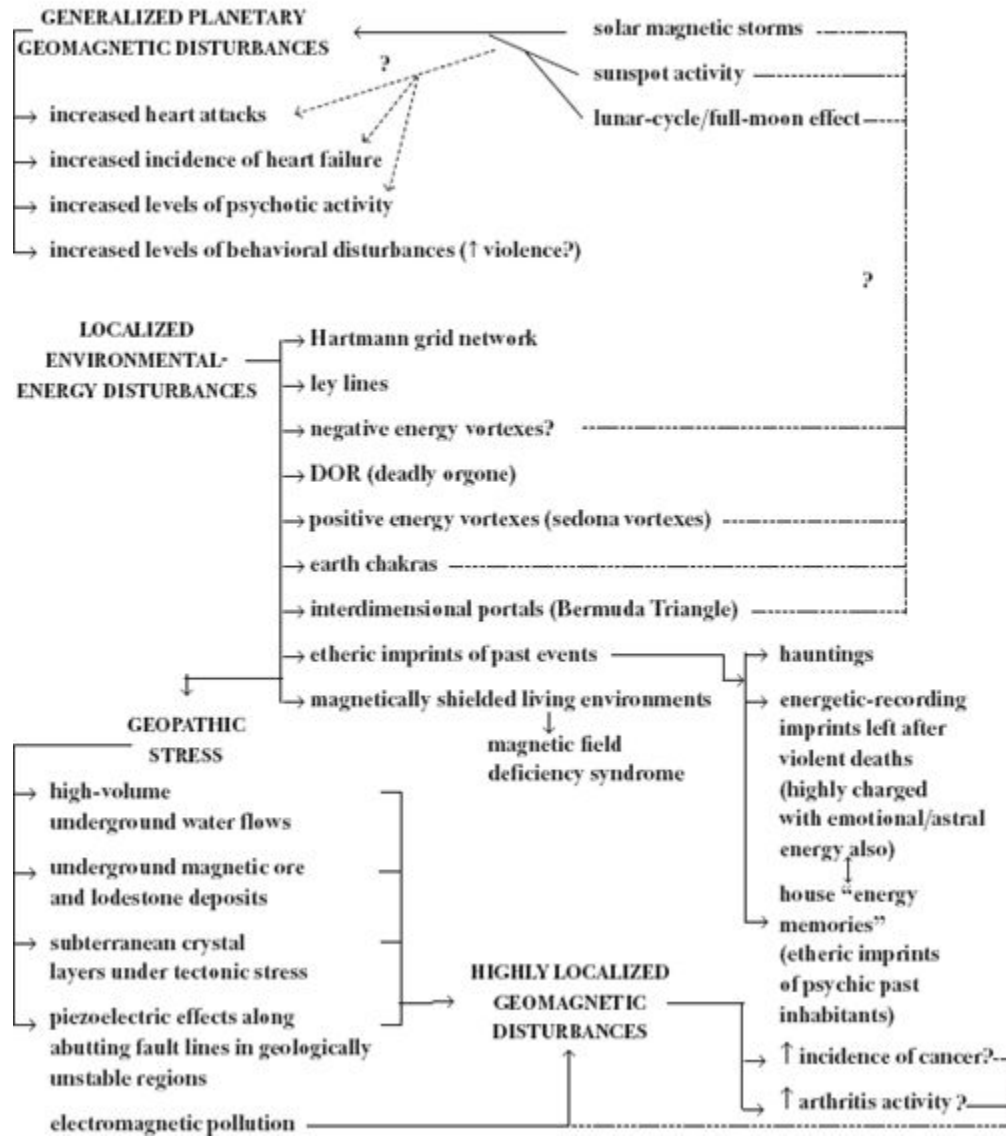 GENERALIZED PLANETARY
GEOMAGNETIC DISTURBANCES
solar magnetic storms
?
sunspot activity
lunar-cycle/full-moon effect
increased heart attacks
increased incidence of heart failure
increased levels of psychotic activity
increased levels of behavioral disturbances (↑ violence?)
?
LOCALIZED
ENVIRONMENTAL-
ENERGY DISTURBANCES
Hartmann grid network
ley lines
negative energy vortexes?
DOR (deadly orgone)
positive energy vortexes (sedona vortexes)
earth chakras
interdimensional portals (Bermuda Triangle)
etheric imprints of past events
magnetically shielded living environments
magnetic field
deficiency syndrome
hauntings
energetic-recording
imprints left after
violent deaths
(highly charged
with emotional/astral
energy also)
house “energy
memories”
(etheric imprints
of psychic past
inhabitants)
GEOPATHIC
STRESS
high-volume
underground water flows
underground magnetic ore
and lodestone deposits
subterranean crystal
layers under tectonic stress
piezoelectric effects along
abutting fault lines in geologically
unstable regions
electromagnetic pollution
HIGHLY LOCALIZED
GEOMAGNETIC
DISTURBANCES
↑ incidence of cancer?
↑ arthritis activity ?